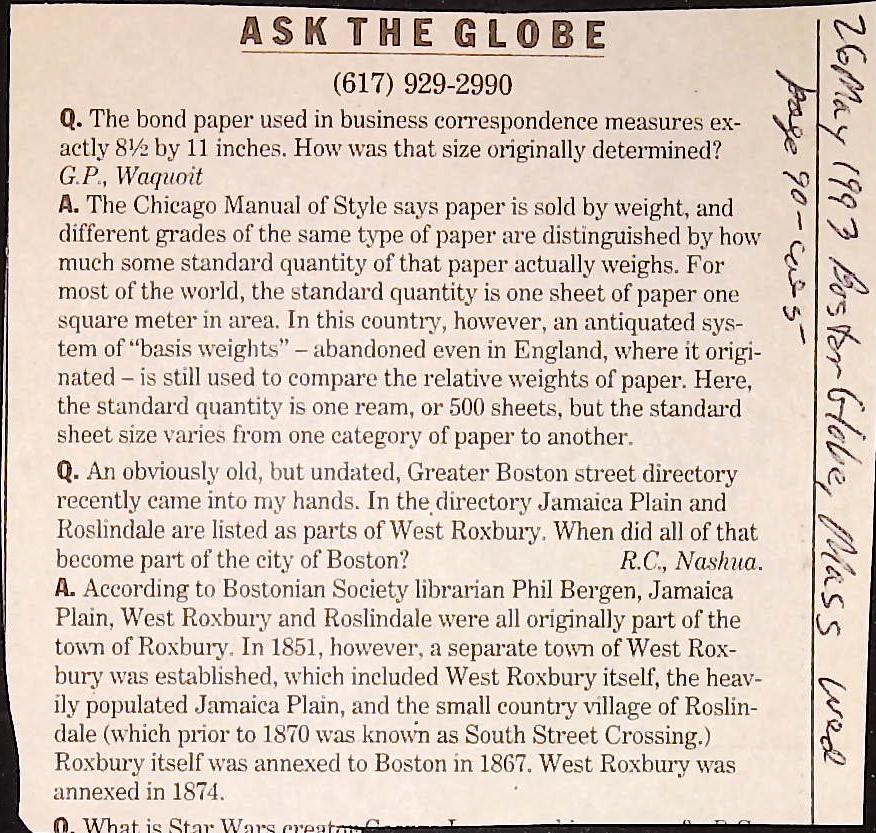 ASK THE GLOBE
(617) 929-2990
Q. The bond paper used in business correspondence measures ex-
actly 8½ by 11 inches. How was that size originally determined?
G.P., Waquoit
A. The Chicago Manual of Style says paper is sold by weight, and
different grades of the same type of paper are distinguished by how
much some standard quantity of that paper actually weighs. For
most of the world, the standard quantity is one sheet of paper one
square meter in area. In this country, however, an antiquated sys-
tem of “basis weights” – abandoned even in England, where it origi-
nated – is still used to compare the relative weights of paper. Here,
the standard quantity is one ream, or 500 sheets, but the standard
sheet size varies from one category of paper to another.
Q. An obviously old, but undated, Greater Boston street directory
recently came into my hands. In the directory Jamaica Plain and
Roslindale are listed as parts of West Roxbury. When did all of that
become part of the city of Boston? R.C., Nashua.
A. According to Bostonian Society librarian Phil Bergen, Jamaica
Plain, West Roxbury and Roslindale were all originally part of the
town of Roxbury. In 1851, however, a separate town of West Rox-
bury was established, which included West Roxbury itself, the heav-
ily populated Jamaica Plain, and the small country village of Roslin-
dale (which prior to 1870 was known as South Street Crossing.)
Roxbury itself was annexed to Boston in 1867. West Roxbury was
annexed in 1874.
Q. What is Star Wars
26 May 1993 Boston Globe, Mass Wed
page 90